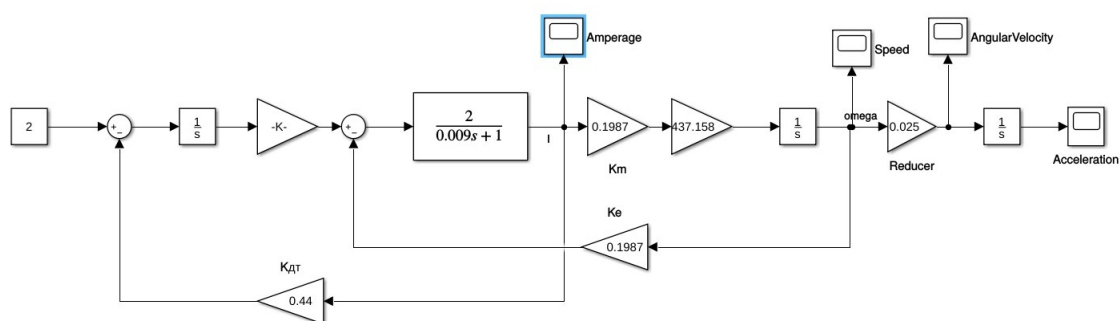 Amperage
Speed
AngularVelocity
2
+
−
1
s
-K-
+
−
2
0.009s + 1
I
0.1987
Km
437.158
1
s
omega
0.025
Reducer
1
s
Acceleration
Ke
0.1987
Kдт
0.44